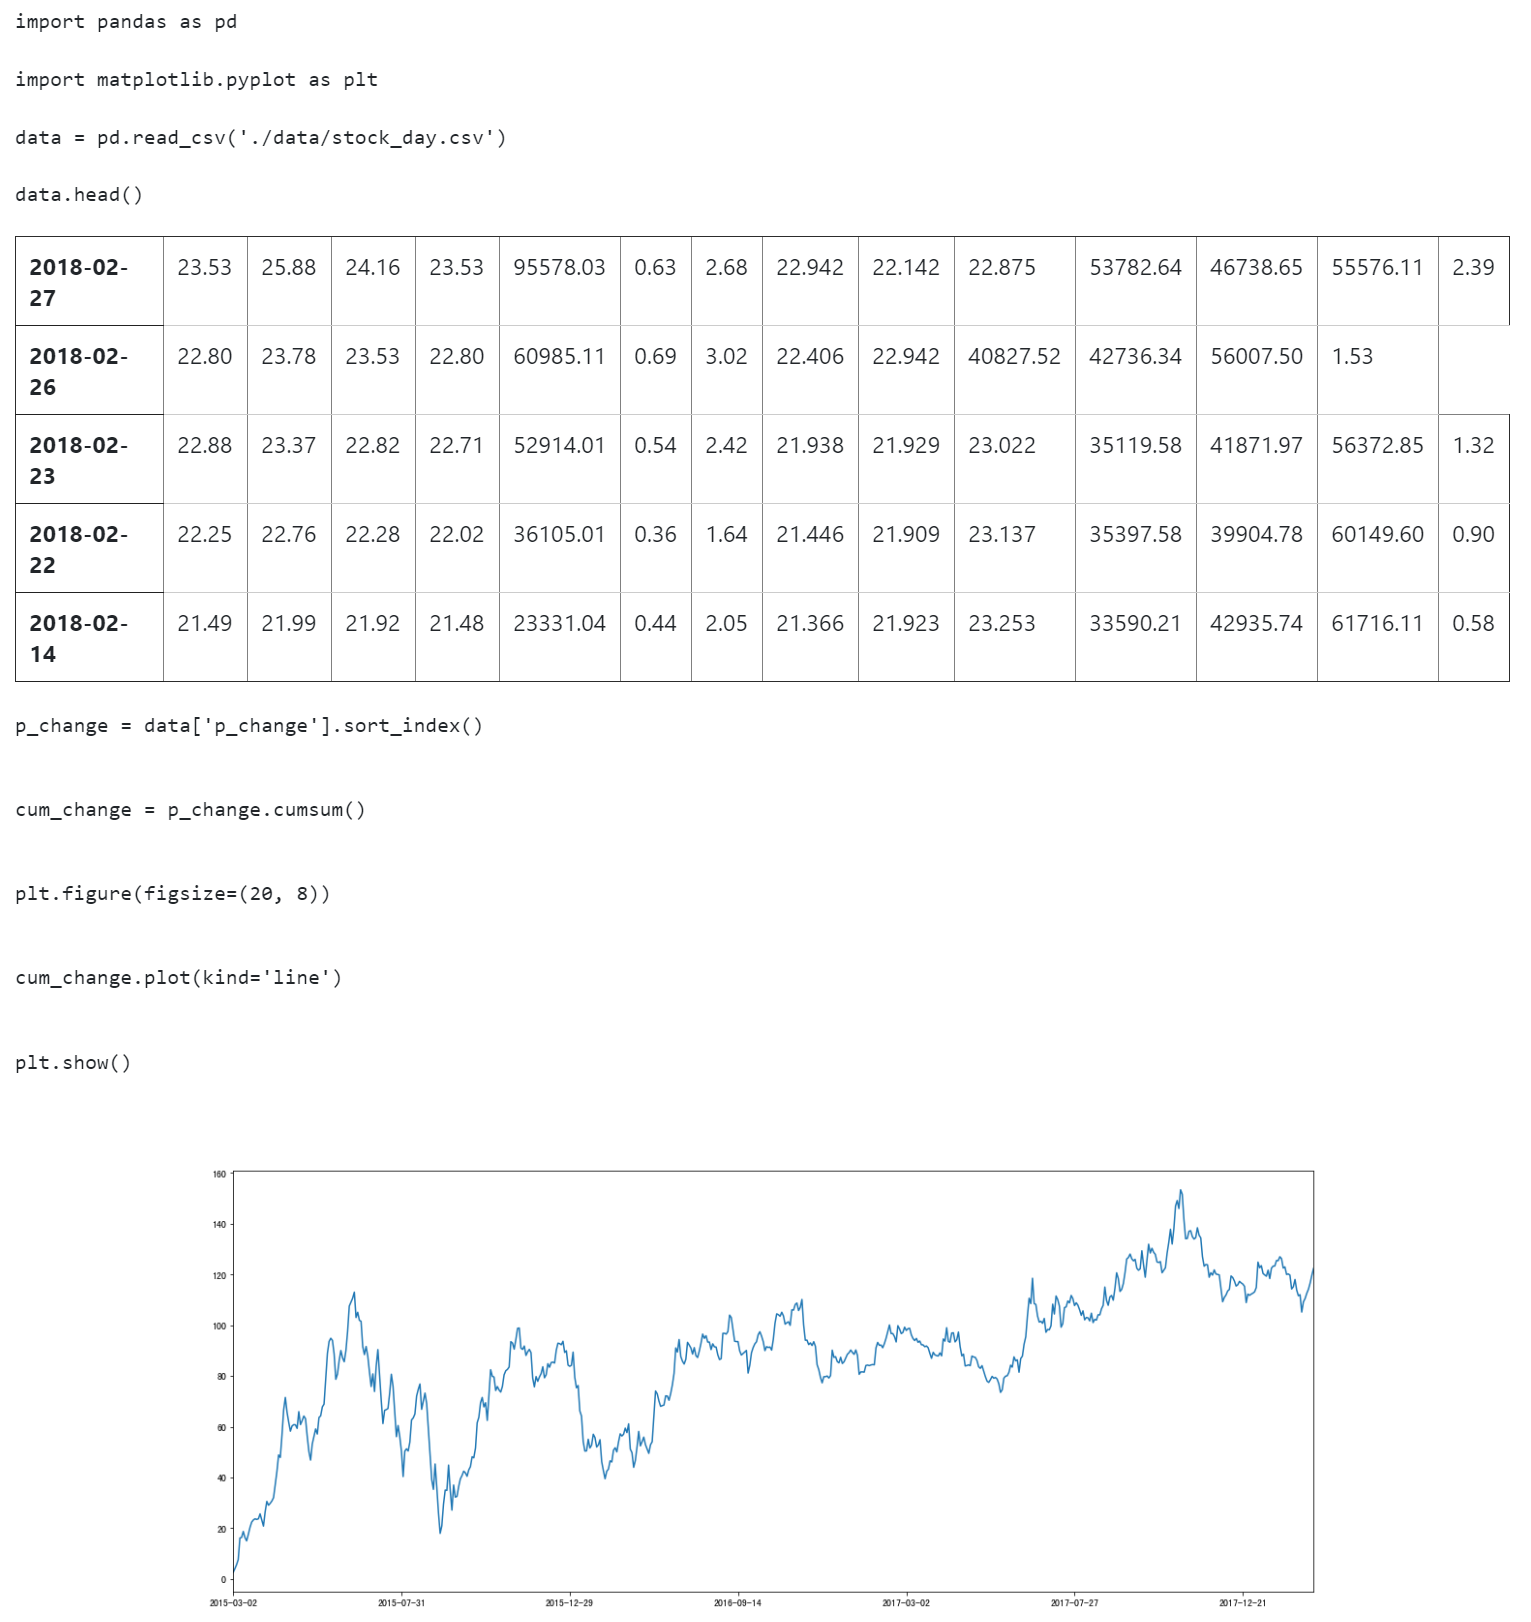 import pandas as pd
import matplotlib.pyplot as plt
data = pd.read_csv('./data/stock_day.csv')
data.head()
2018-02-27 23.53 25.88 24.16 23.53 95578.03 0.63 2.68 22.942 22.142 22.875 53782.64 46738.65 55576.11 2.39
2018-02-26 22.80 23.78 23.53 22.80 60985.11 0.69 3.02 22.406 22.942 40827.52 42736.34 56007.50 1.53
2018-02-23 22.88 23.37 22.82 22.71 52914.01 0.54 2.42 21.938 21.929 23.022 35119.58 41871.97 56372.85 1.32
2018-02-22 22.25 22.76 22.28 22.02 36105.01 0.36 1.64 21.446 21.909 23.137 35397.58 39904.78 60149.60 0.90
2018-02-14 21.49 21.99 21.92 21.48 23331.04 0.44 2.05 21.366 21.923 23.253 33590.21 42935.74 61716.11 0.58
p_change = data['p_change'].sort_index()
cum_change = p_change.cumsum()
plt.figure(figsize=(20, 8))
cum_change.plot(kind='line')
plt.show()
160
140
120
100
80
60
40
20
0
2015-03-02 2015-07-31 2015-12-29 2016-09-14 2017-03-02 2017-07-27 2017-12-21